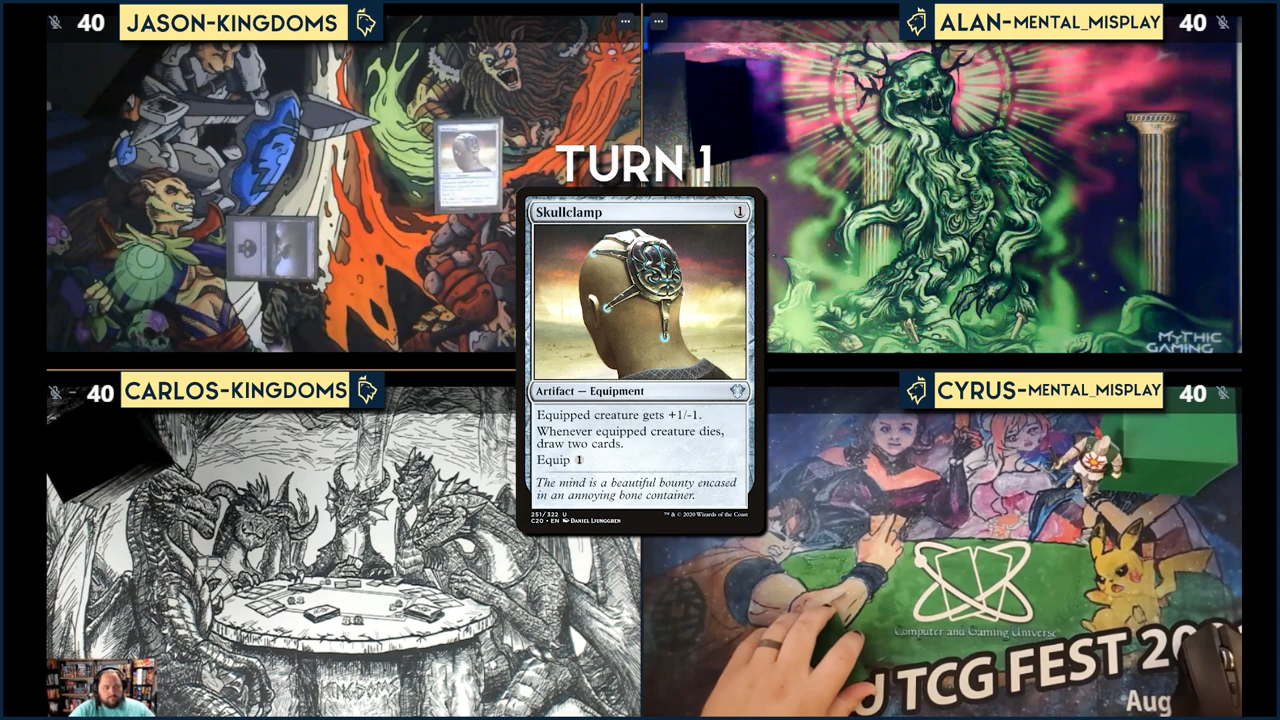 40
JASON-KINGDOMS
ALAN-MENTAL_MISPLAY
40
TURN 1
Skullclamp
1
MYTHIC
GAMING
40
CARLOS-KINGDOMS
CYRUS-MENTAL_MISPLAY
40
Artifact — Equipment
Equipped creature gets +1/-1.
Whenever equipped creature dies,
draw two cards.
Equip 1
The mind is a beautiful bounty encased
in an annoying bone container.
251/322 U
C20 • EN DANIEL LJUNGGREN
™ & © 2020 Wizards of the Coast
Computer and Gaming Universe
U TCG FEST 20
Aug
KINGDOMS